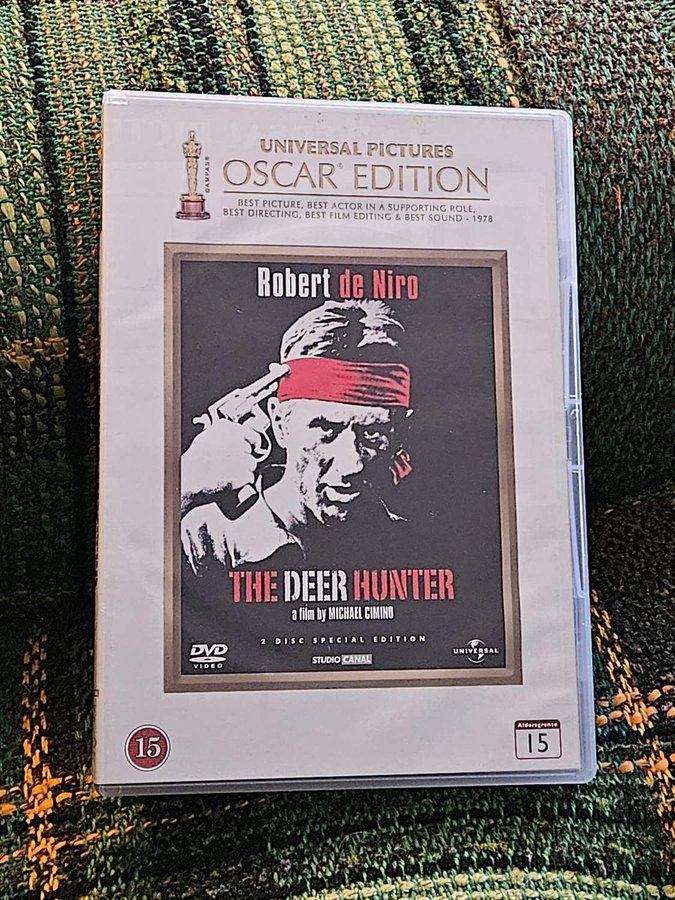 ©AMPAS®
UNIVERSAL PICTURES
OSCAR® EDITION
BEST PICTURE, BEST ACTOR IN A SUPPORTING ROLE,
BEST DIRECTING, BEST FILM EDITING & BEST SOUND - 1978
Robert de Niro
THE DEER HUNTER
a film by MICHAEL CIMINO
2 DISC SPECIAL EDITION
DVD
VIDEO
STUDIO CANAL
UNIVERSAL
15
Aldersgrense
15